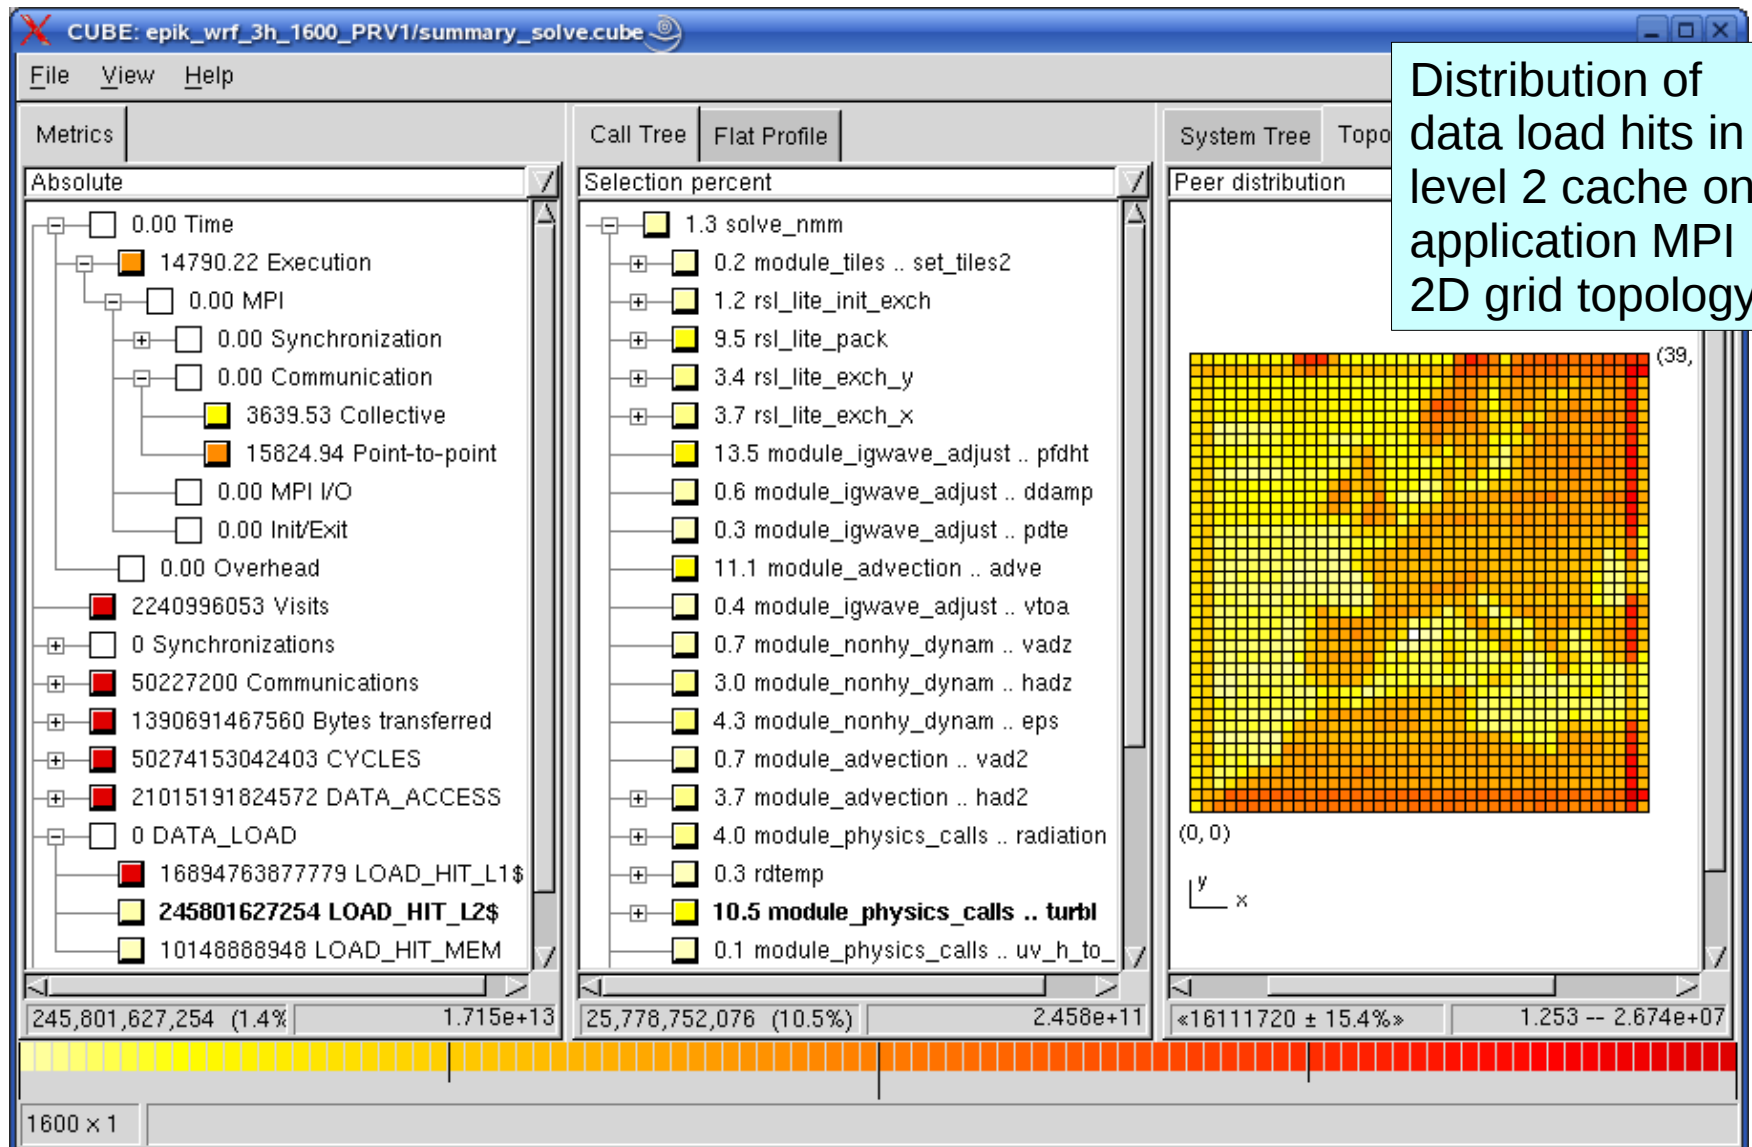 CUBE: epik_wrf_3h_1600_PRV1/summary_solve.cube
File View Help
Distribution of
data load hits in
level 2 cache on
application MPI
2D grid topology
Metrics
Absolute
0.00 Time
14790.22 Execution
0.00 MPI
0.00 Synchronization
0.00 Communication
3639.53 Collective
15824.94 Point-to-point
0.00 MPI I/O
0.00 Init/Exit
0.00 Overhead
2240996053 Visits
0 Synchronizations
50227200 Communications
1390691467560 Bytes transferred
50274153042403 CYCLES
21015191824572 DATA_ACCESS
0 DATA_LOAD
16894763877779 LOAD_HIT_L1$
245801627254 LOAD_HIT_L2$
10148888948 LOAD_HIT_MEM
245,801,627,254 (1.4% 1.715e+13
Call Tree Flat Profile
Selection percent
1.3 solve_nmm
0.2 module_tiles .. set_tiles2
1.2 rsl_lite_init_exch
9.5 rsl_lite_pack
3.4 rsl_lite_exch_y
3.7 rsl_lite_exch_x
13.5 module_igwave_adjust .. pfdht
0.6 module_igwave_adjust .. ddamp
0.3 module_igwave_adjust .. pdte
11.1 module_advection .. adve
0.4 module_igwave_adjust .. vtoa
0.7 module_nonhy_dynam .. vadz
3.0 module_nonhy_dynam .. hadz
4.3 module_nonhy_dynam .. eps
0.7 module_advection .. vad2
3.7 module_advection .. had2
4.0 module_physics_calls .. radiation
0.3 rdtemp
10.5 module_physics_calls .. turbl
0.1 module_physics_calls .. uv_h_to_
25,778,752,076 (10.5%) 2.458e+11
System Tree Topo
Peer distribution
(39,
(0, 0)
y
x
«16111720 ± 15.4%» 1.253 -- 2.674e+07
1600 x 1